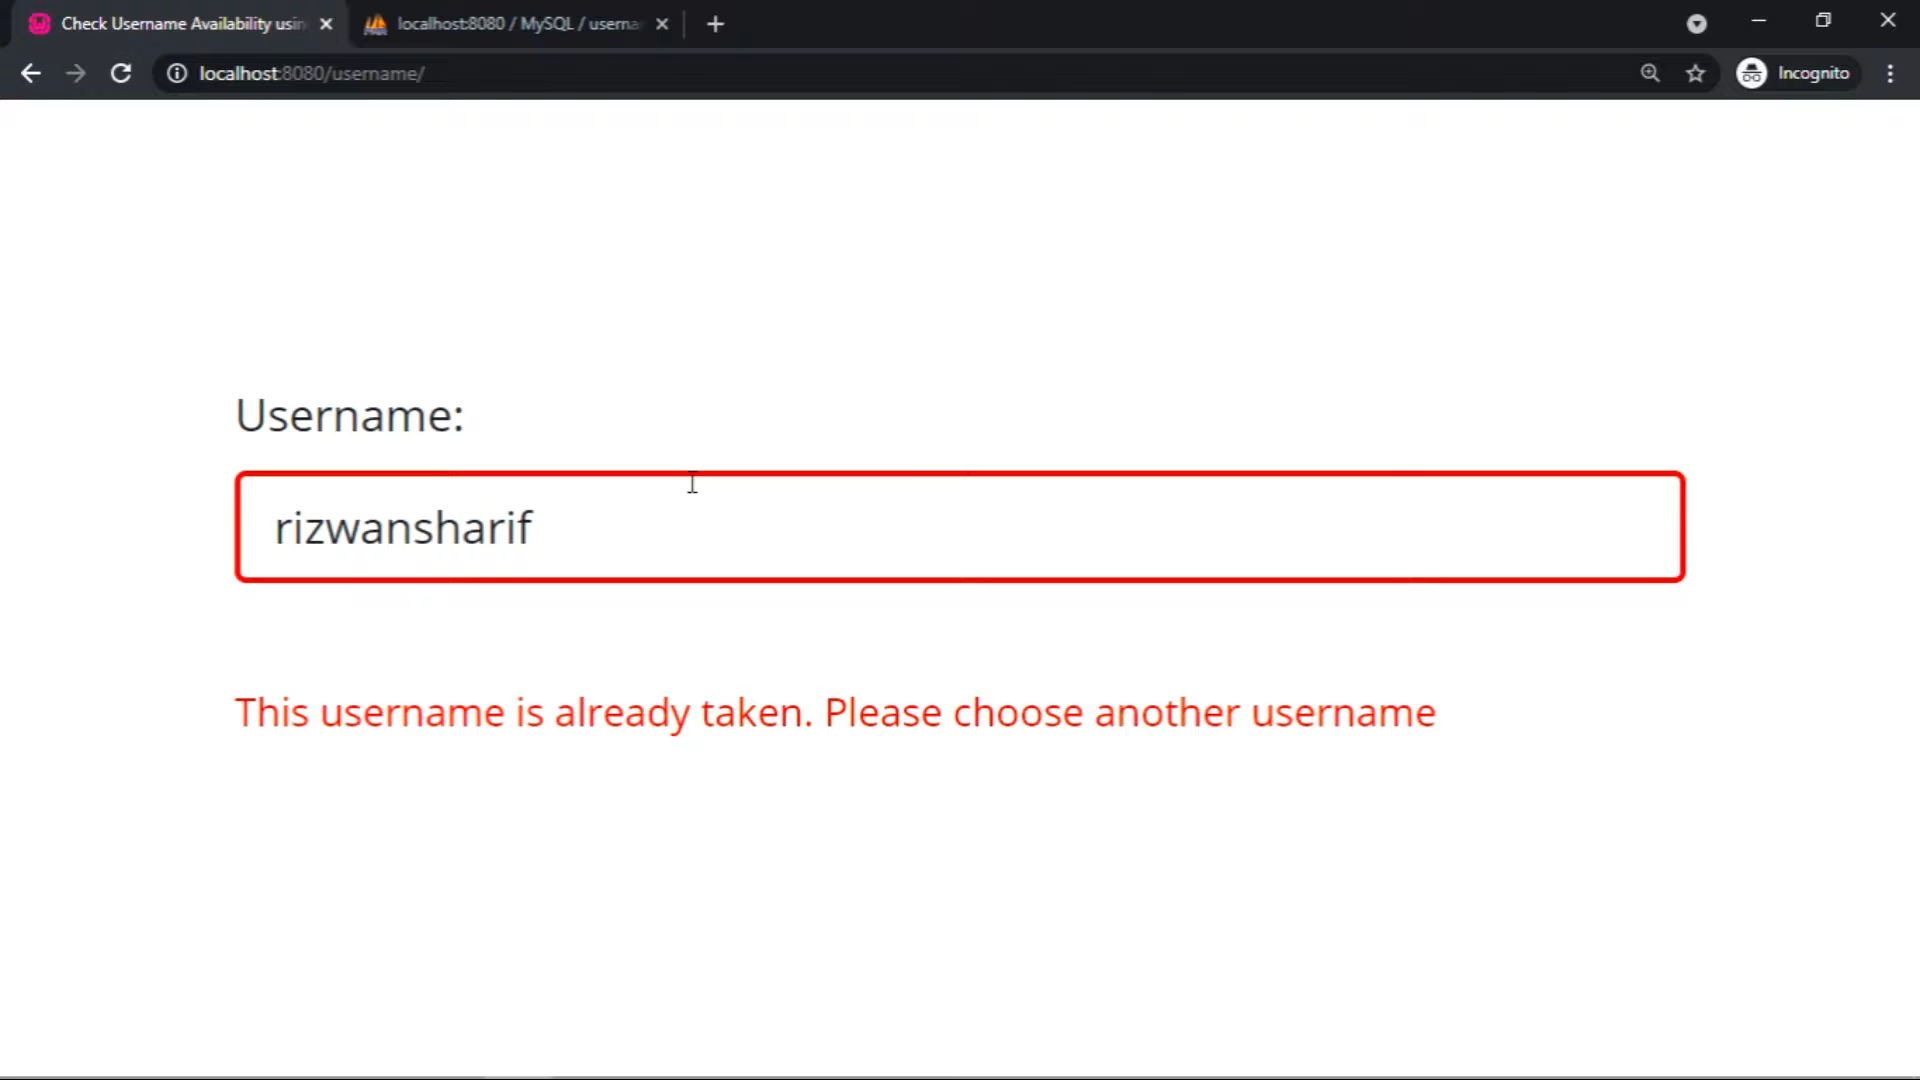 Check Username Availability usin
localhost:8080 / MySQL / userna
localhost:8080/username/
Incognito
Username:
rizwansharif
This username is already taken. Please choose another username